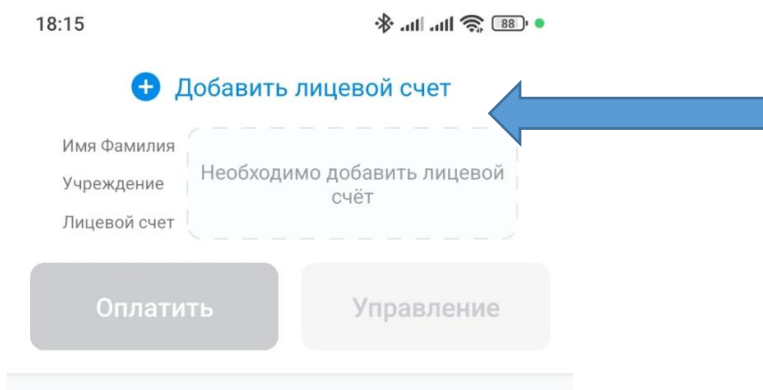 18:15 88
Добавить лицевой счет
Имя Фамилия
Учреждение
Лицевой счет
Необходимо добавить лицевой
счёт
Оплатить Управление